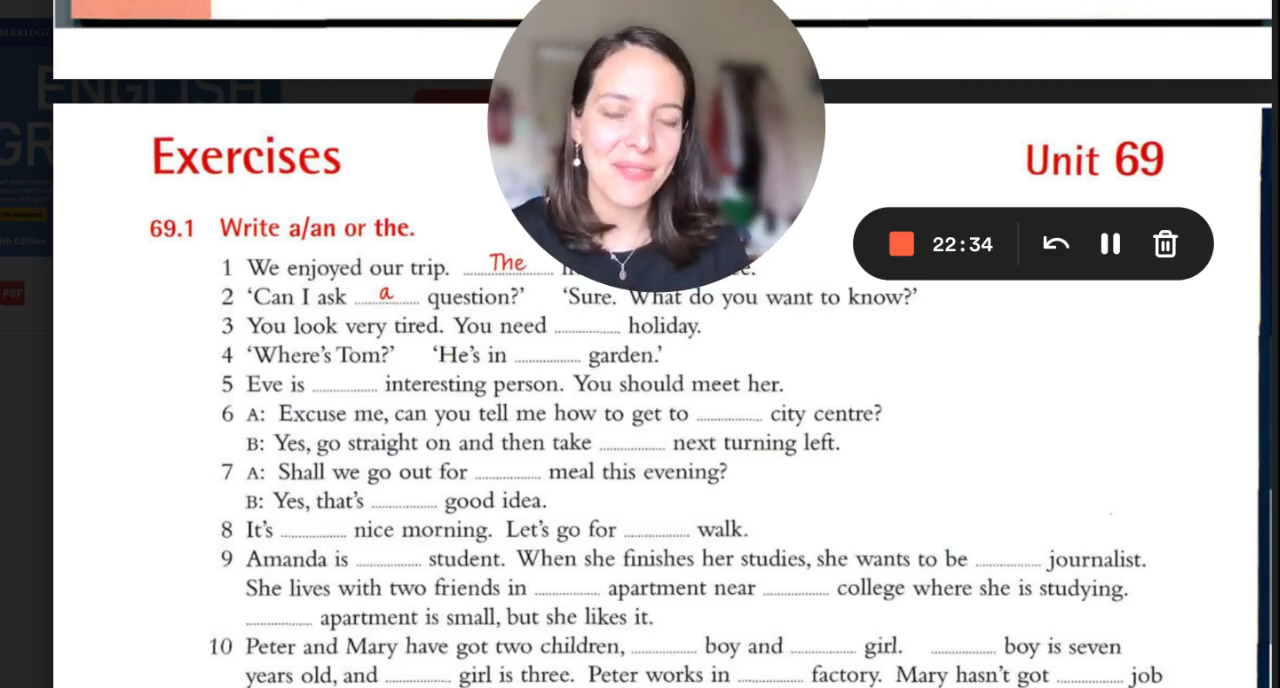 ENGLISH
Exercises
Unit 69
69.1 Write a/an or the.
22:34
1 We enjoyed our trip. The
2 ‘Can I ask a question?’ ‘Sure. What do you want to know?’
3 You look very tired. You need .......... holiday.
4 ‘Where’s Tom?’ ‘He’s in .......... garden.’
5 Eve is .......... interesting person. You should meet her.
6 A: Excuse me, can you tell me how to get to .......... city centre?
B: Yes, go straight on and then take .......... next turning left.
7 A: Shall we go out for .......... meal this evening?
B: Yes, that’s .......... good idea.
8 It’s .......... nice morning. Let’s go for .......... walk.
9 Amanda is .......... student. When she finishes her studies, she wants to be .......... journalist.
She lives with two friends in .......... apartment near .......... college where she is studying.
.......... apartment is small, but she likes it.
10 Peter and Mary have got two children, .......... boy and .......... girl. .......... boy is seven
years old, and .......... girl is three. Peter works in .......... factory. Mary hasn’t got .......... job
PDF